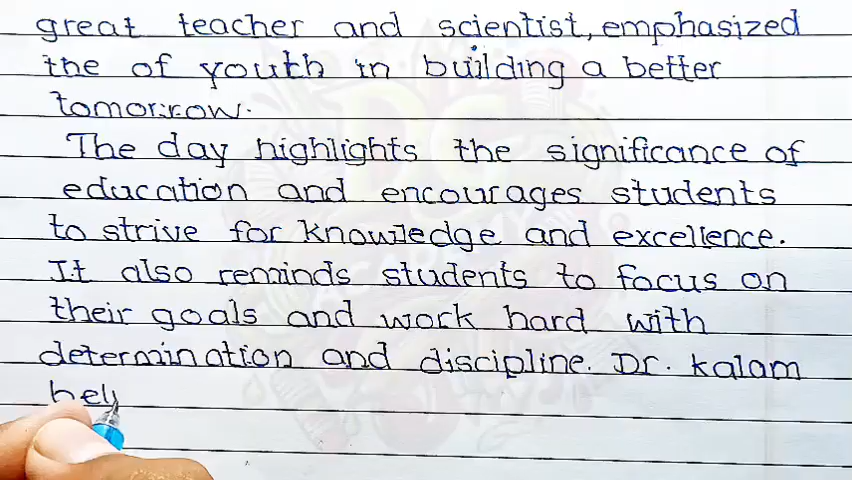 great teacher and scientist, emphasized
the of youth in building a better
tomorrow.
The day highlights the significance of
education and encourages students
to strive for knowledge and excellence.
It also reminds students to focus on
their goals and work hard with
determination and discipline. Dr. Kalam